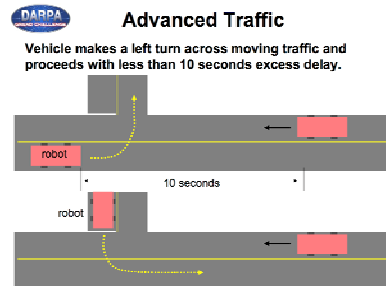 DARPA
GRAND CHALLENGE
Advanced Traffic
Vehicle makes a left turn across moving traffic and
proceeds with less than 10 seconds excess delay.
robot
10 seconds
robot